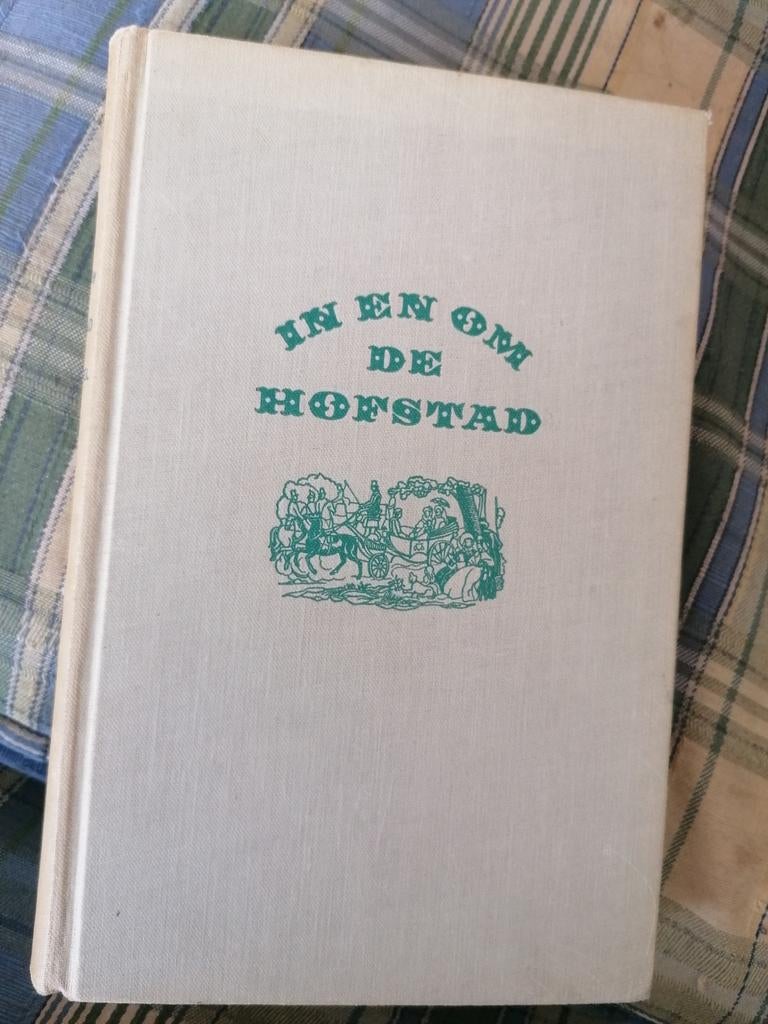 IN EN OM
DE
HOFSTAD